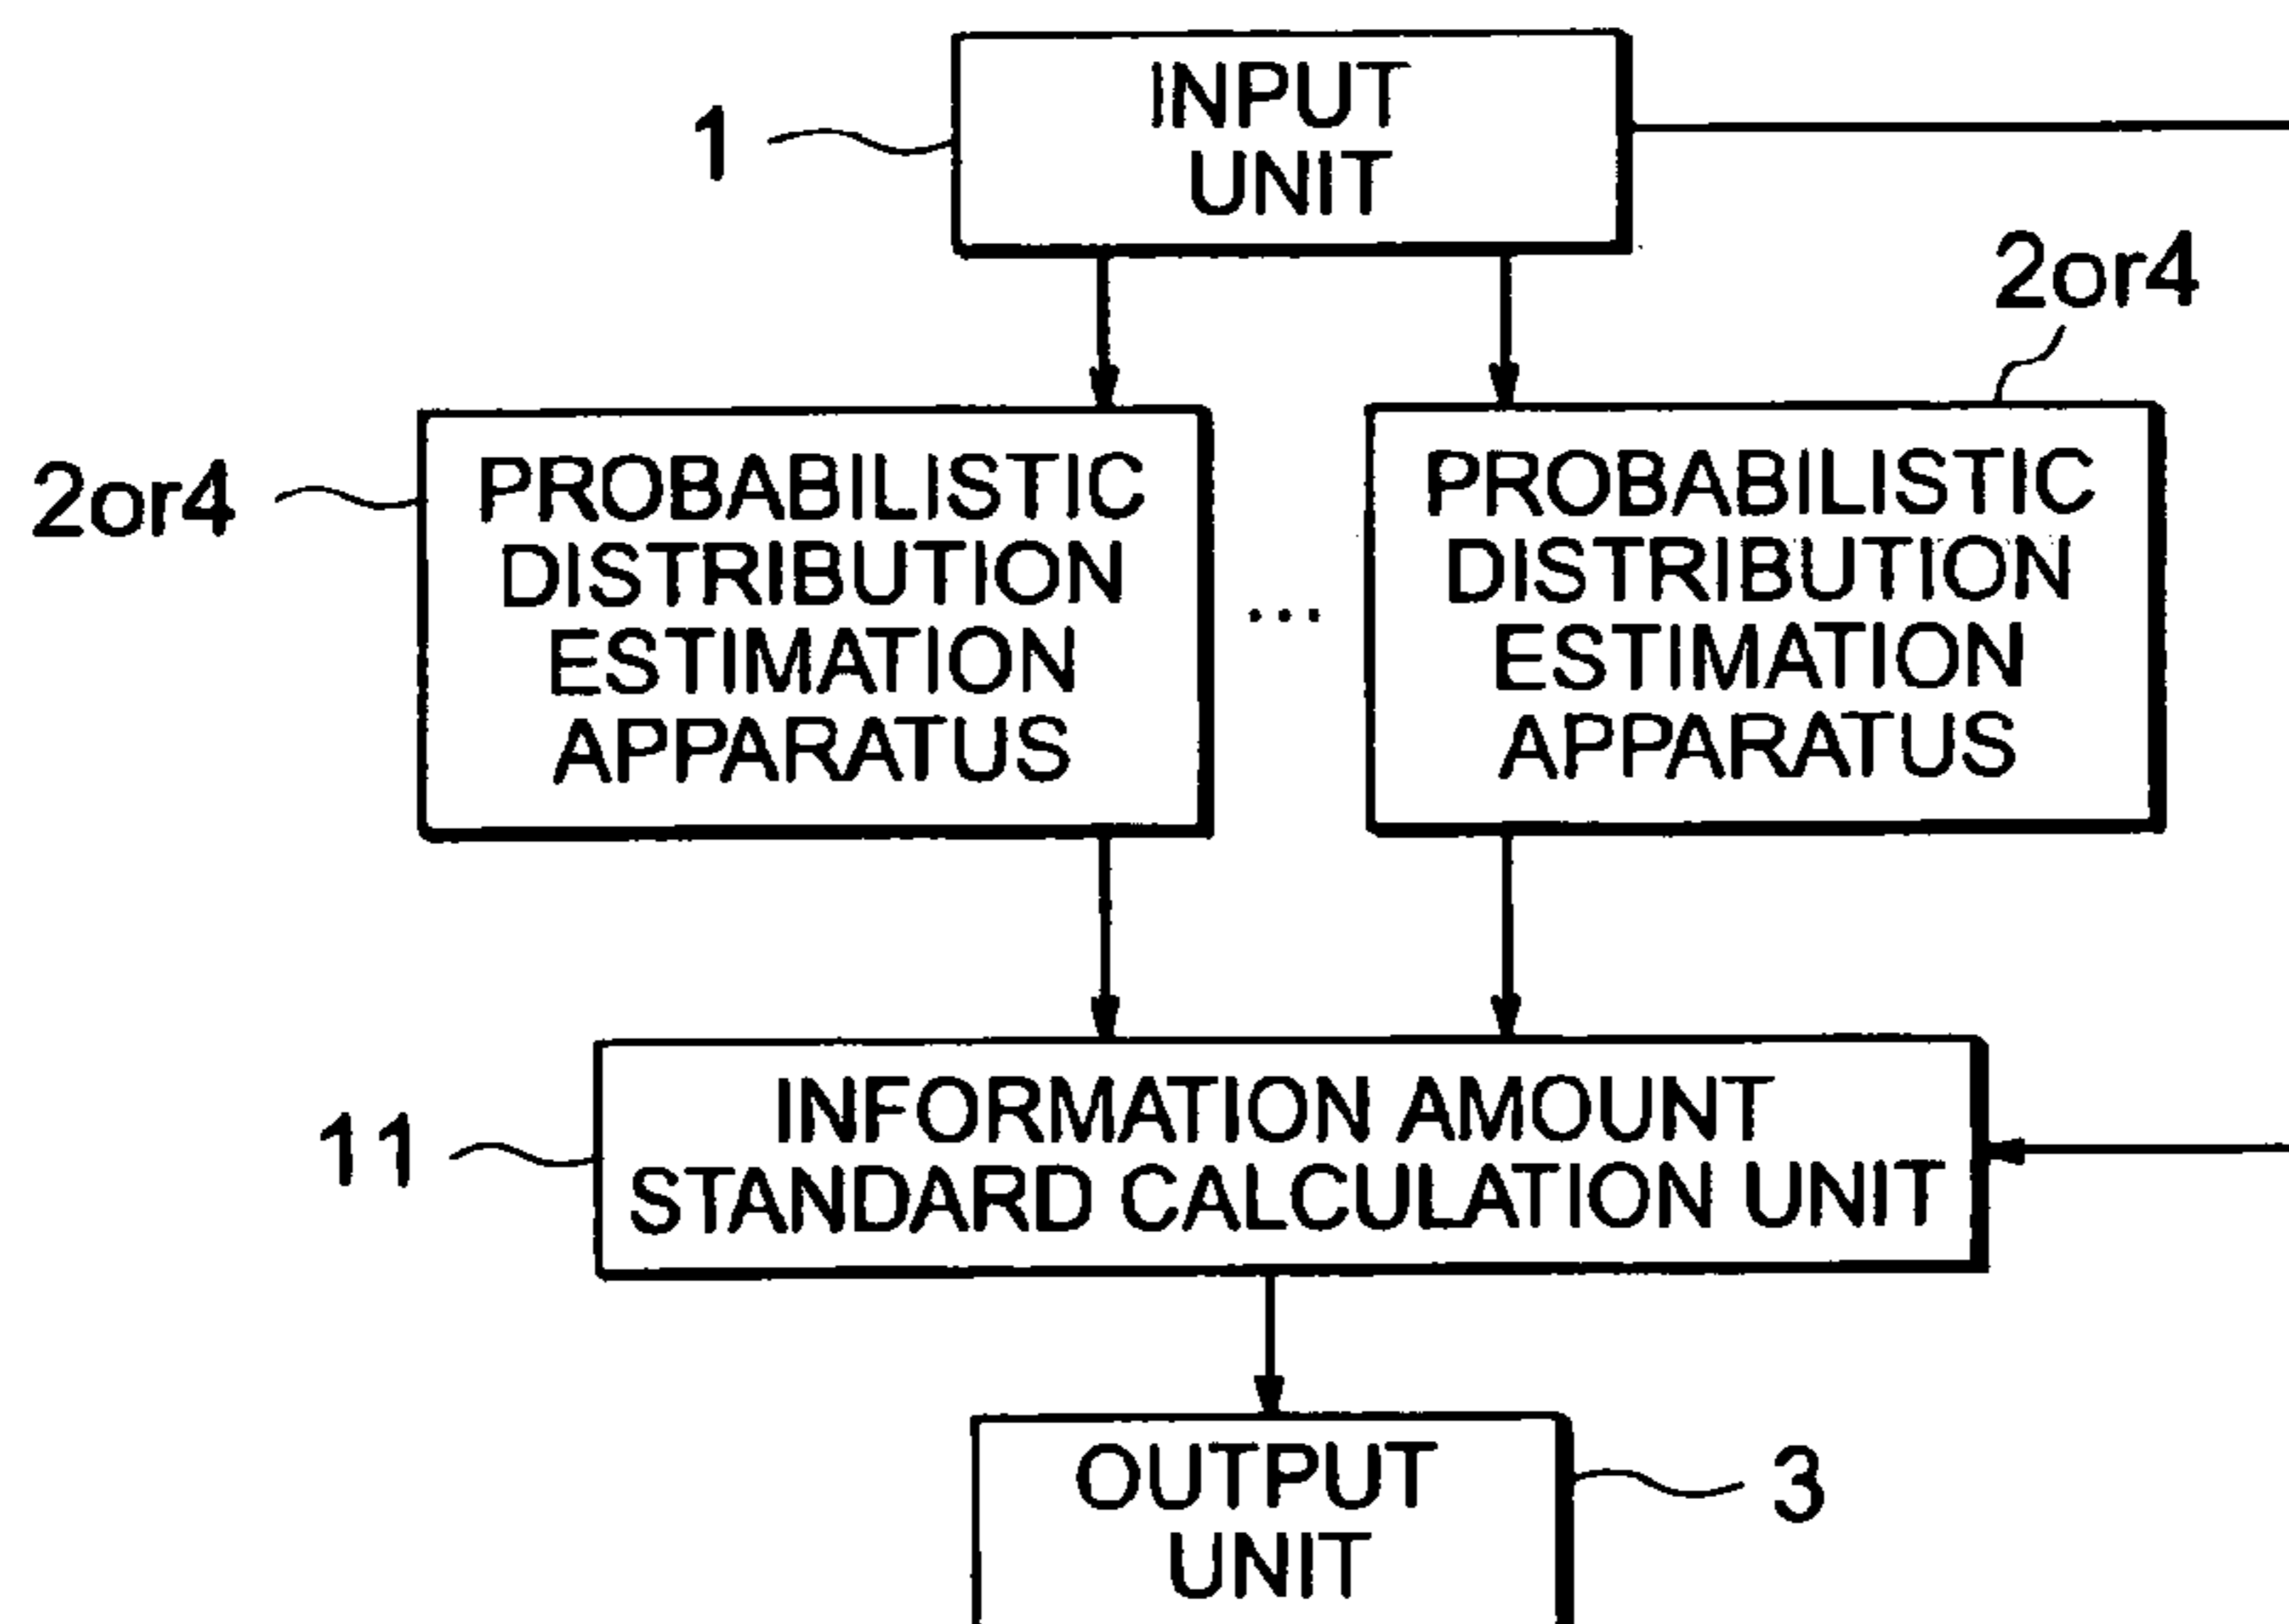 INPUT
UNIT
1
2or4
2or4
PROBABILISTIC
DISTRIBUTION
ESTIMATION
APPARATUS
...
PROBABILISTIC
DISTRIBUTION
ESTIMATION
APPARATUS
11
INFORMATION AMOUNT
STANDARD CALCULATION UNIT
OUTPUT
UNIT
3